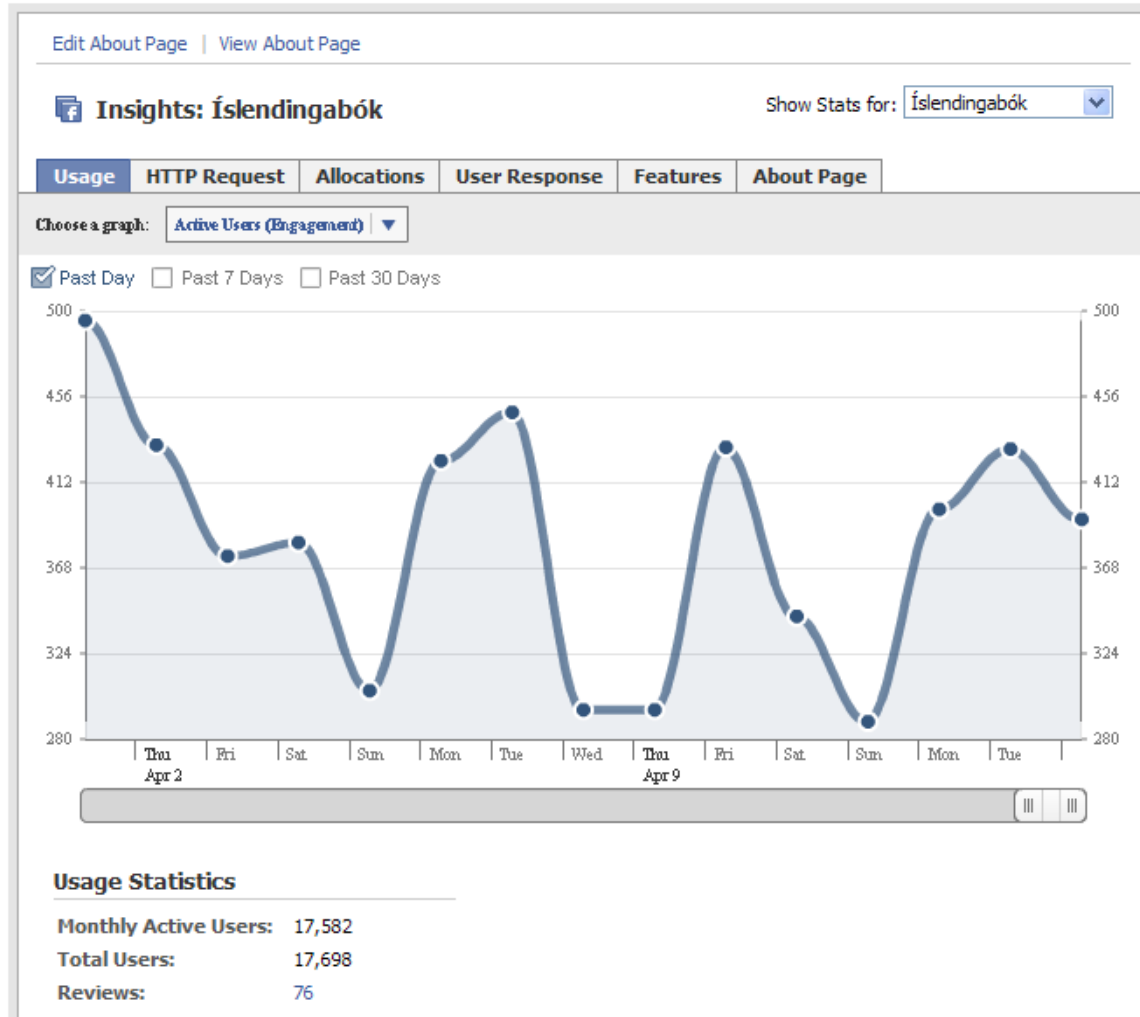 Edit About Page | View About Page
Insights: Íslendingabók
Show Stats for: Íslendingabók
Usage HTTP Request Allocations User Response Features About Page
Choose a graph: Active Users (Engagement)
Past Day Past 7 Days Past 30 Days
500 500
456 456
412 412
368 368
324 324
280 280
Thu Fri Sat Sun Mon Tue Wed Thu Fri Sat Sun Mon Tue
Apr 2 Apr 9
Usage Statistics
Monthly Active Users: 17,582
Total Users: 17,698
Reviews: 76